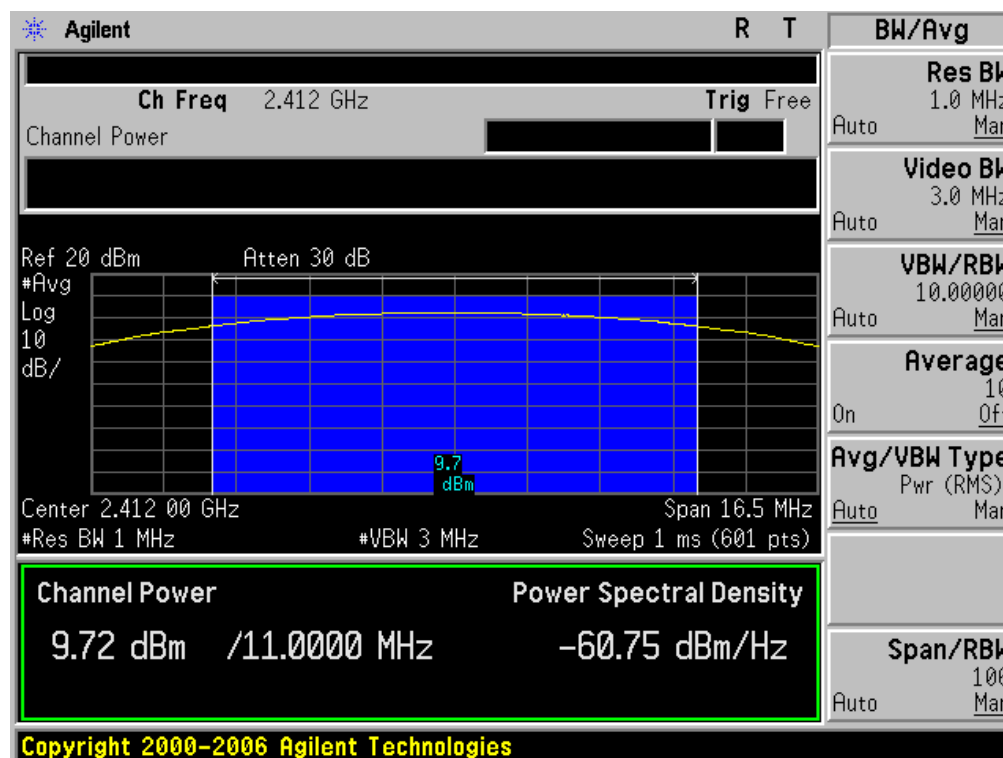 Agilent R T
Ch Freq 2.412 GHz Trig Free
Channel Power
Ref 20 dBm Atten 30 dB
#Avg
Log
10
dB/
9.7
dBm
Center 2.412 00 GHz Span 16.5 MHz
#Res BW 1 MHz #VBW 3 MHz Sweep 1 ms (601 pts)
Channel Power Power Spectral Density
9.72 dBm /11.0000 MHz -60.75 dBm/Hz
Copyright 2000-2006 Agilent Technologies
BW/Avg
Res
1.0
Auto
Video
3.0
Auto
10.00000
Auto
Average
On
Avg/VBW Type
Pwr (RMS)
Auto
Auto